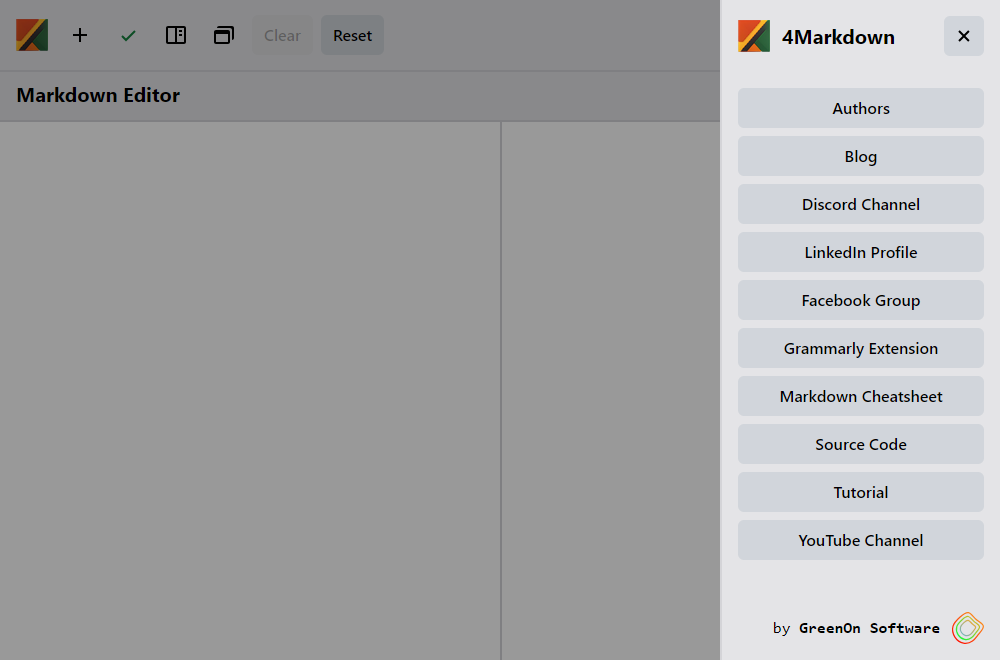 Clear
Reset
Markdown Editor
4Markdown
Authors
Blog
Discord Channel
LinkedIn Profile
Facebook Group
Grammarly Extension
Markdown Cheatsheet
Source Code
Tutorial
YouTube Channel
by GreenOn Software